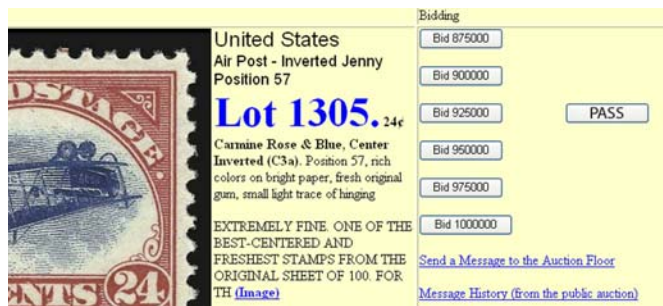 POSTAGE
CENTS 24
United States
Air Post - Inverted Jenny
Position 57
Lot 1305. 24¢
Carmine Rose & Blue, Center
Inverted (C3a). Position 57, rich
colors on bright paper, fresh original
gum, small light trace of hinging
EXTREMELY FINE. ONE OF THE
BEST-CENTERED AND
FRESHEST STAMPS FROM THE
ORIGINAL SHEET OF 100. FOR
TH (Image)
Bidding
Bid 875000
Bid 900000
Bid 925000
PASS
Bid 950000
Bid 975000
Bid 1000000
Send a Message to the Auction Floor
Message History (from the public auction)